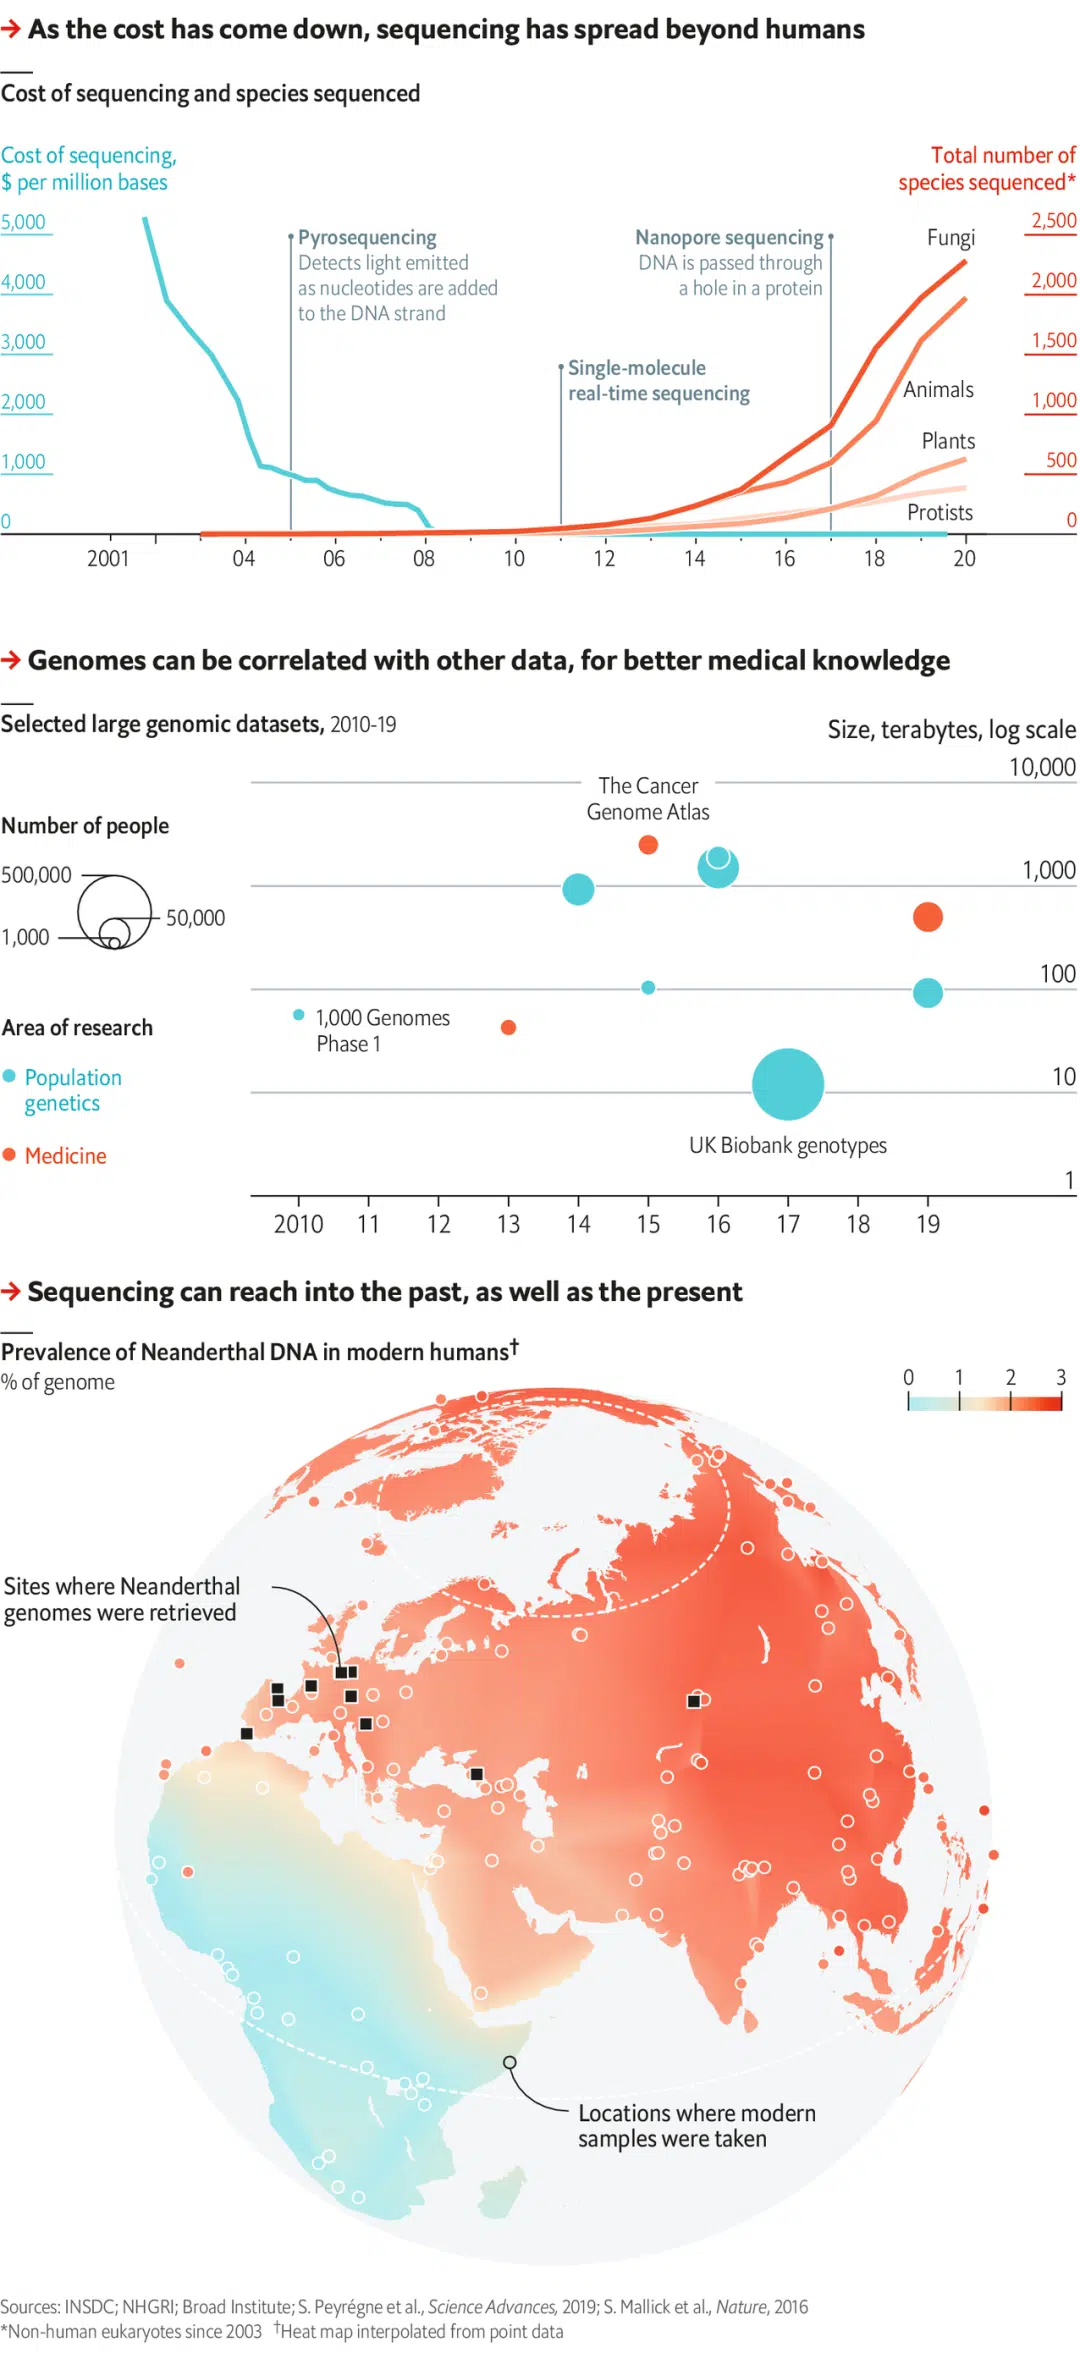 → As the cost has come down, sequencing has spread beyond humans
Cost of sequencing and species sequenced
Cost of sequencing,
$ per million bases
Total number of
species sequenced*
5,000
4,000
3,000
2,000
1,000
0
Pyrosequencing
Detects light emitted
as nucleotides are added
to the DNA strand
Single-molecule
real-time sequencing
Nanopore sequencing
DNA is passed through
a hole in a protein
Fungi
Animals
Plants
Protists
2,500
2,000
1,500
1,000
500
0
2001 04 06 08 10 12 14 16 18 20
→ Genomes can be correlated with other data, for better medical knowledge
Selected large genomic datasets, 2010-19
Size, terabytes, log scale
Number of people
500,000
50,000
1,000
Area of research
Population
genetics
Medicine
The Cancer
Genome Atlas
1,000 Genomes
Phase 1
UK Biobank genotypes
10,000
1,000
100
10
1
2010 11 12 13 14 15 16 17 18 19
→ Sequencing can reach into the past, as well as the present
Prevalence of Neanderthal DNA in modern humans†
% of genome
0 1 2 3
Sites where Neanderthal
genomes were retrieved
Locations where modern
samples were taken
Sources: INSDC; NHGRI; Broad Institute; S. Peyrégne et al., Science Advances, 2019; S. Mallick et al., Nature, 2016
*Non-human eukaryotes since 2003 †Heat map interpolated from point data